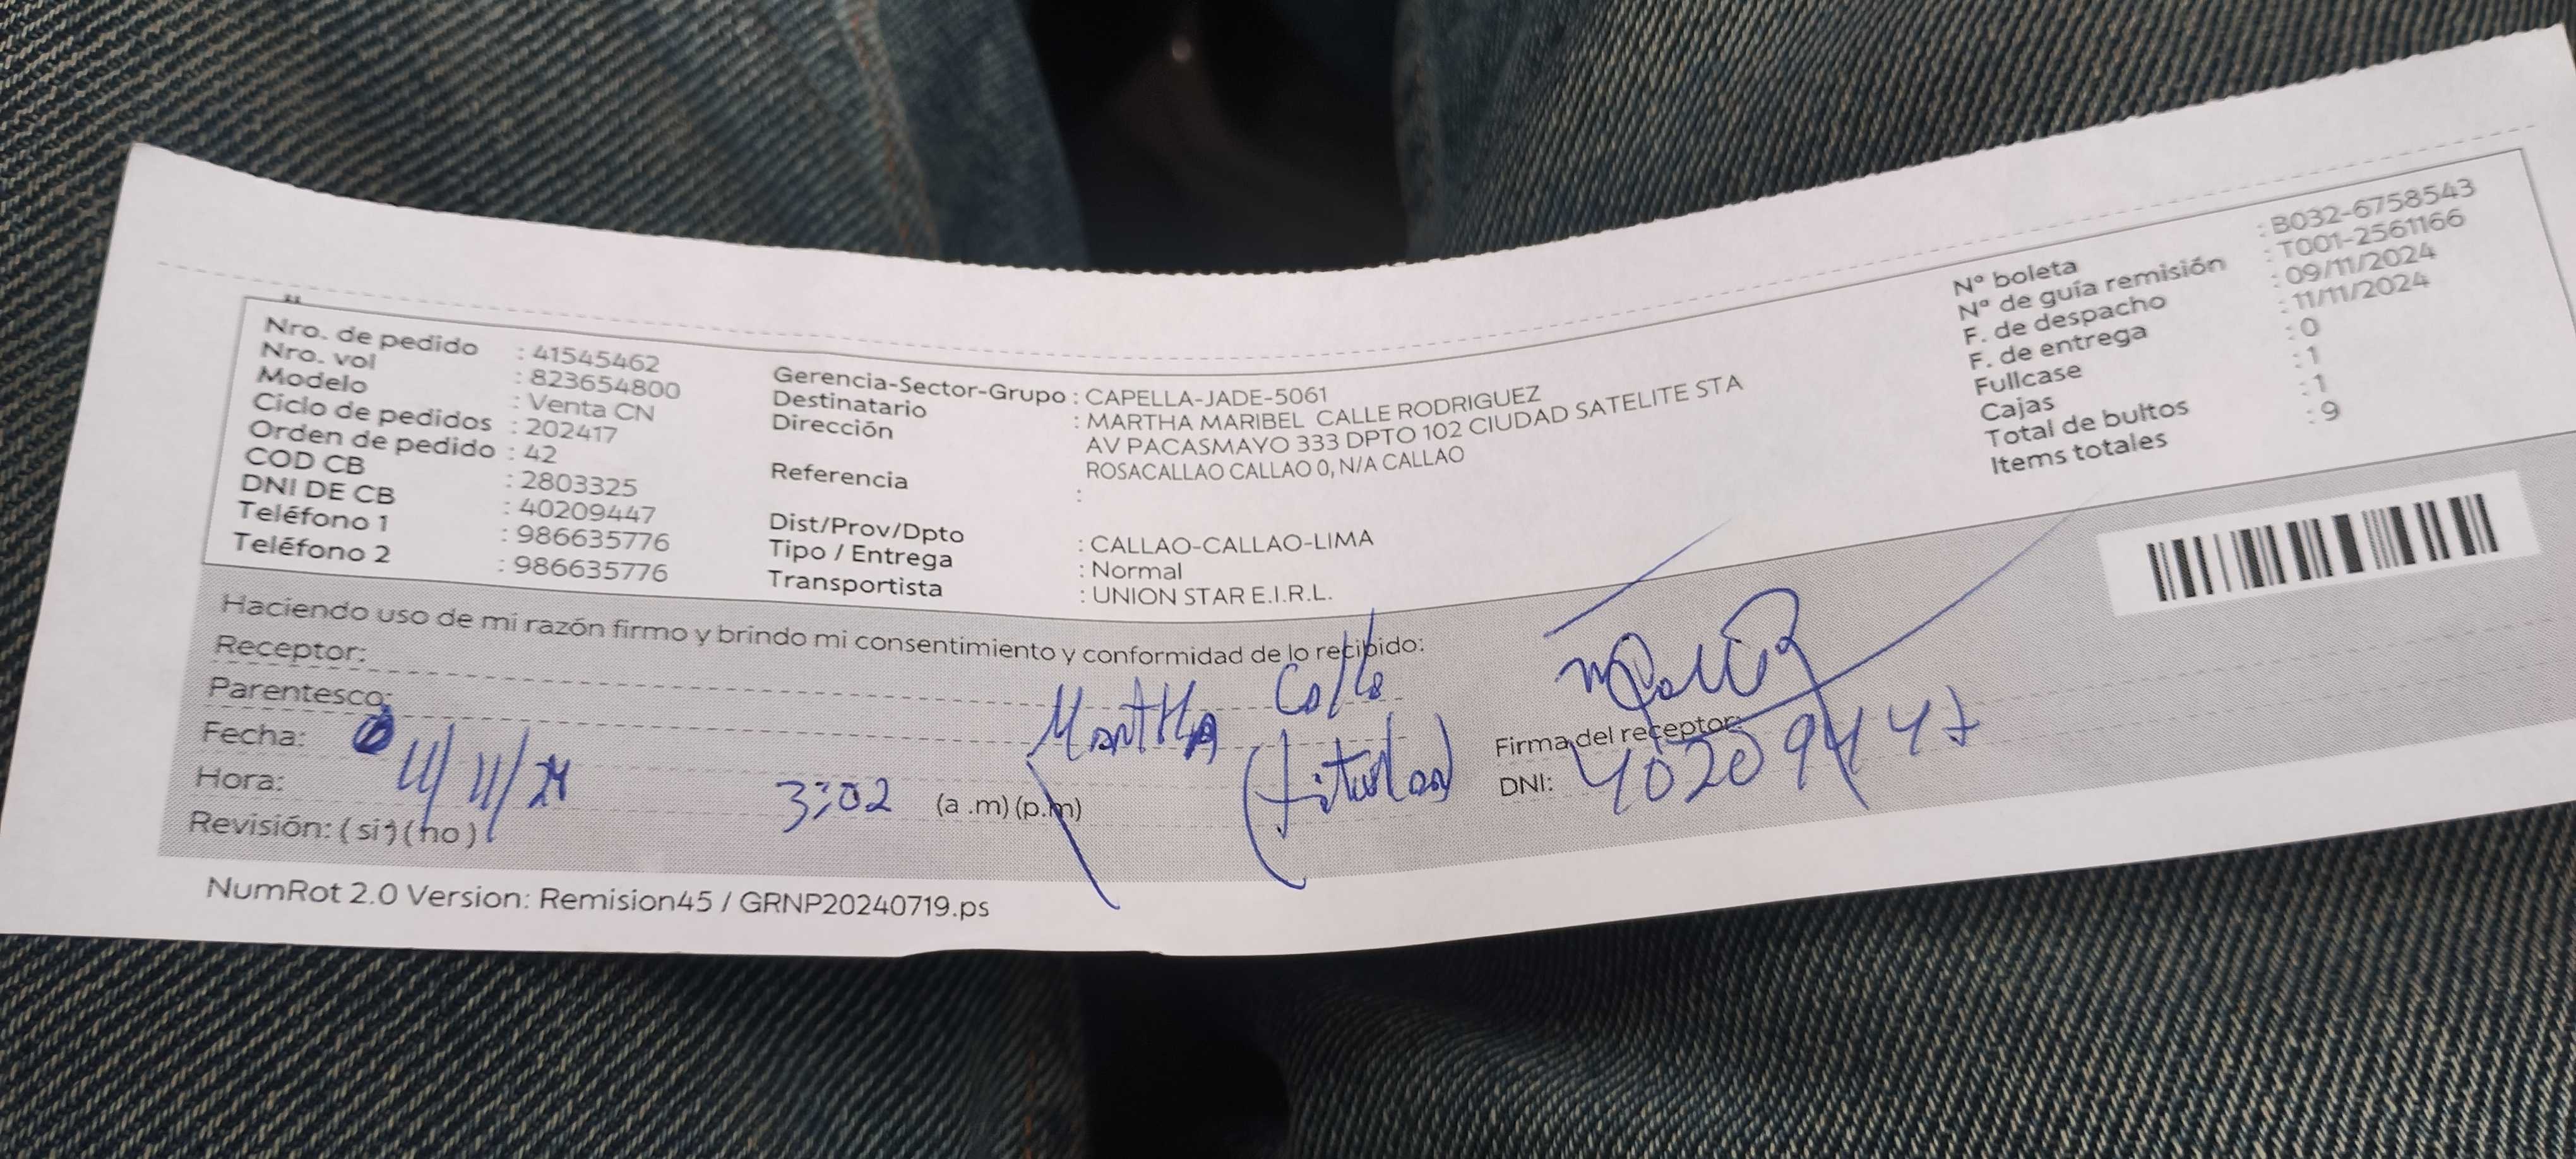 Nro. de pedido : 41545462
Nro. vol : 823654800
Modelo : Venta CN
Ciclo de pedidos : 202417
Orden de pedido : 42
COD CB : 2803325
DNI DE CB : 40209447
Teléfono 1 : 986635776
Teléfono 2 : 986635776
Gerencia-Sector-Grupo : CAPELLA-JADE-5061
Destinatario : MARTHA MARIBEL CALLE RODRIGUEZ
Dirección AV PACASMAYO 333 DPTO 102 CIUDAD SATELITE STA
ROSACALLAO CALLAO 0, N/A CALLAO
Referencia :
Dist/Prov/Dpto : CALLAO-CALLAO-LIMA
Tipo / Entrega : Normal
Transportista : UNION STAR E.I.R.L.
Nº boleta : B032-6758543
Nº de guía remisión : T001-2561166
F. de despacho : 09/11/2024
F. de entrega : 11/11/2024
Fullcase : 0
Cajas : 1
Total de bultos : 1
Items totales : 9
Haciendo uso de mi razón firmo y brindo mi consentimiento y conformidad de lo recibido:
Receptor: Martha Calle
Parentesco: (titular)
Fecha: 11/11/24
Hora: 3:02 (a .m) (p.m)
Revisión: ( si ) ( no )
Firma del receptor:
DNI: 40209447
NumRot 2.0 Version: Remision45 / GRNP20240719.ps